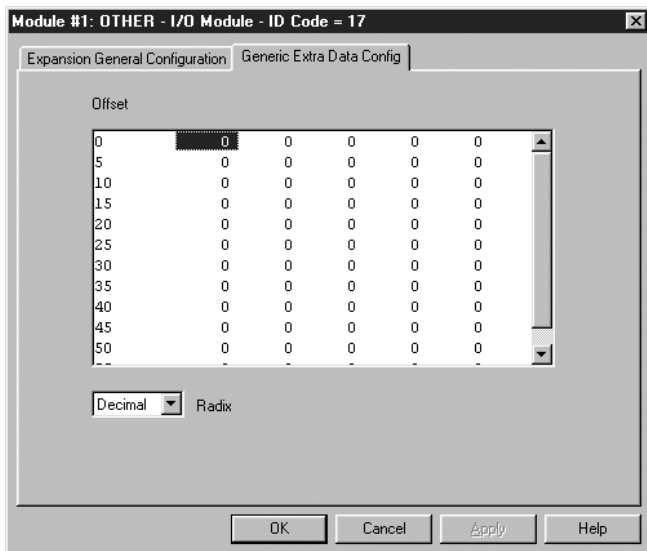 Module #1: OTHER - I/O Module - ID Code = 17
Expansion General Configuration Generic Extra Data Config
Offset
0 0 0 0 0 0
5 0 0 0 0 0
10 0 0 0 0 0
15 0 0 0 0 0
20 0 0 0 0 0
25 0 0 0 0 0
30 0 0 0 0 0
35 0 0 0 0 0
40 0 0 0 0 0
45 0 0 0 0 0
50 0 0 0 0 0
Decimal Radix
OK Cancel Apply Help